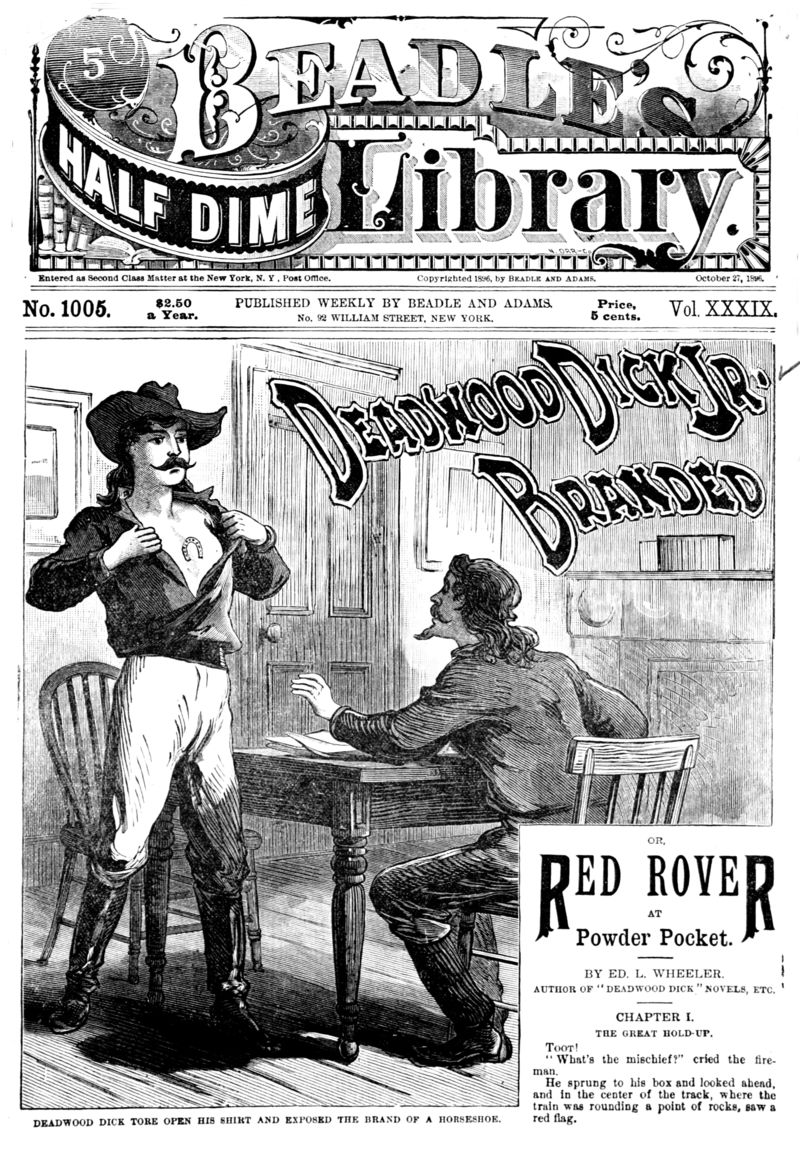 5
BEADLE'S
HALF DIME
Library.
N. ORR-C
Entered as Second Class Matter at the New York, N. Y., Post Office.
Copyrighted 1896, by BEADLE AND ADAMS.
October 27, 1896.
No. 1005.
$2.50
a Year.
PUBLISHED WEEKLY BY BEADLE AND ADAMS.
No. 92 WILLIAM STREET, NEW YORK.
Price,
5 cents.
Vol. XXXIX.
DEADWOOD DICK JR.
BRANDED
OR,
RED ROVER
AT
Powder Pocket.
BY ED. L. WHEELER.
AUTHOR OF "DEADWOOD DICK" NOVELS, ETC.
CHAPTER I.
THE GREAT HOLD-UP.
TOOT!
"What's the mischief?" cried the fire-
man.
He sprung to his box and looked ahead,
and in the center of the track, where the
train was rounding a point of rocks, saw a
red flag.
DEADWOOD DICK TORE OPEN HIS SHIRT AND EXPOSED THE BRAND OF A HORSESHOE.